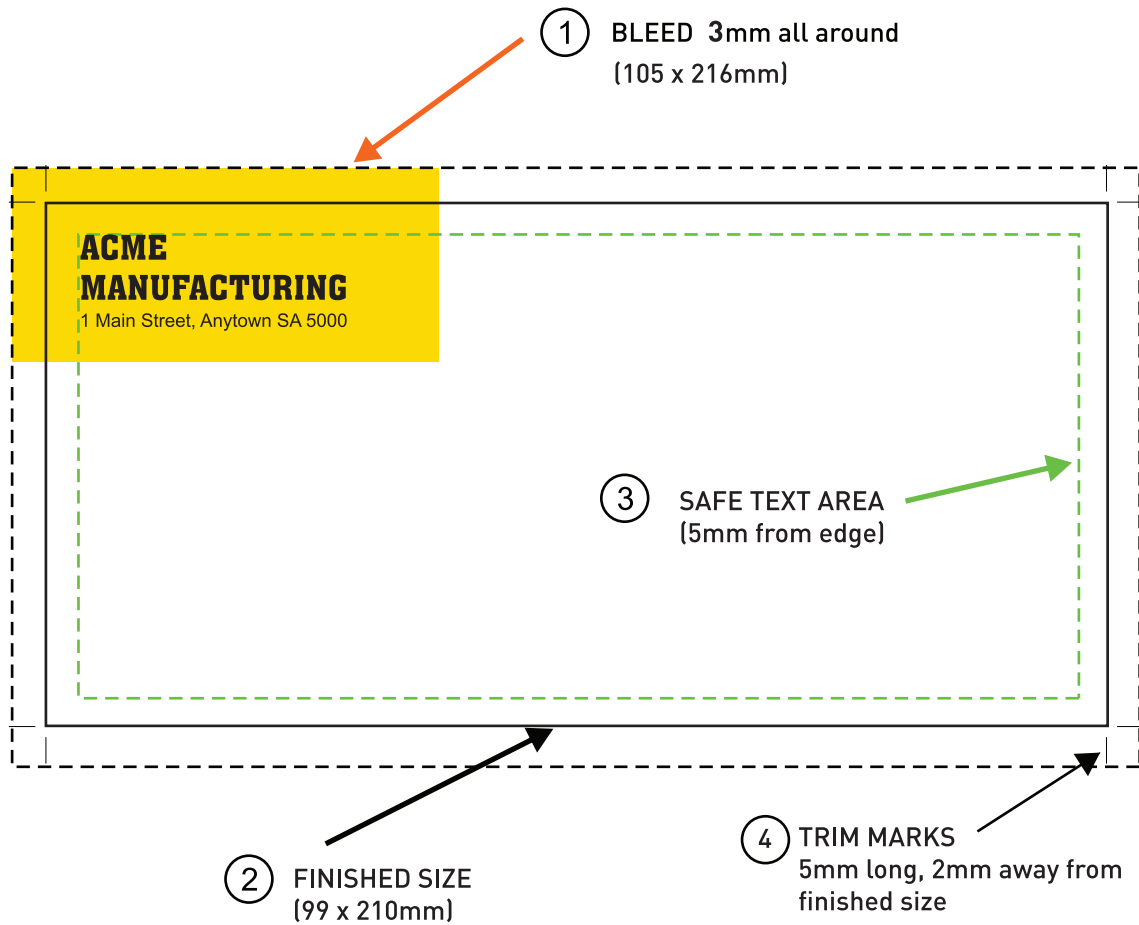 1 BLEED 3mm all around
(105 x 216mm)
ACME
MANUFACTURING
1 Main Street, Anytown SA 5000
3 SAFE TEXT AREA
(5mm from edge)
2 FINISHED SIZE
(99 x 210mm)
4 TRIM MARKS
5mm long, 2mm away from
finished size